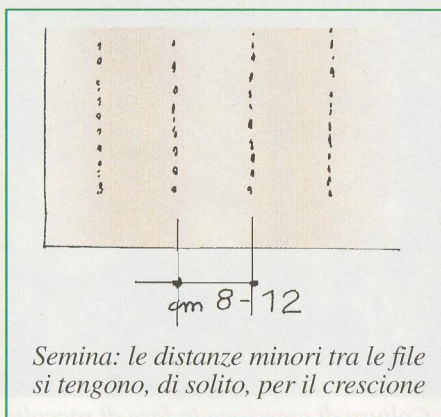 cm 8-12
Semina: le distanze minori tra le file
si tengono, di solito, per il crescione